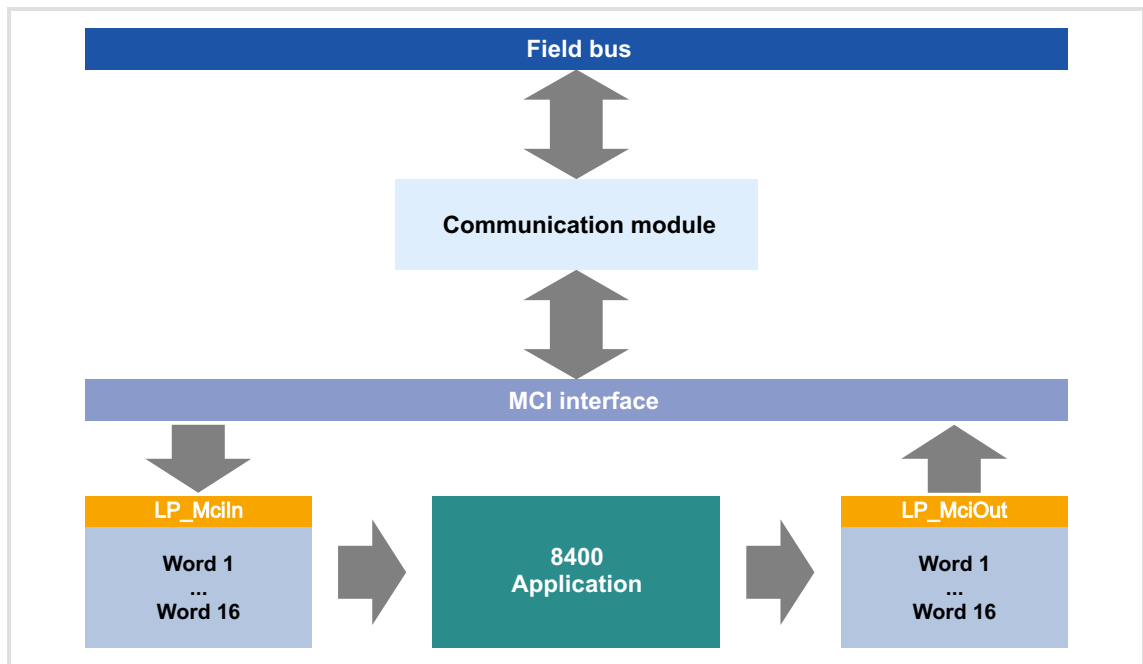 Field bus
Communication module
MCI interface
LP_MciIn
Word 1
...
Word 16
8400
Application
LP_MciOut
Word 1
...
Word 16